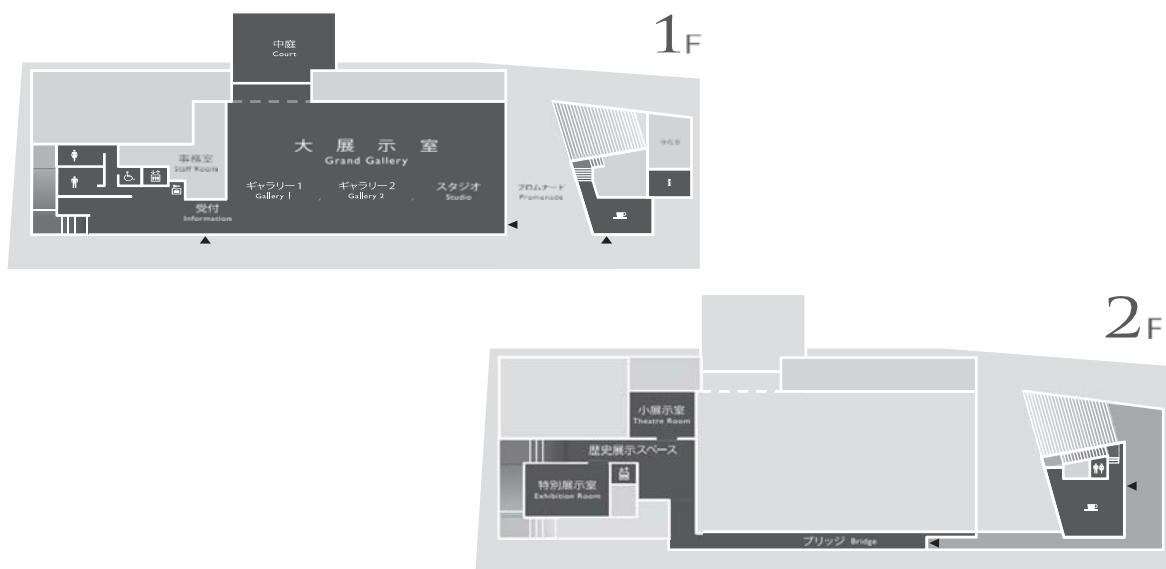 1F
中庭
Court
大展示室
Grand Gallery
事務室
Staff Room
ギャラリー1
Gallery 1
ギャラリー2
Gallery 2
スタジオ
Studio
プロムナード
Promenade
受付
Information
2F
小展示室
Theatre Room
歴史展示スペース
特別展示室
Exhibition Room
ブリッジ Bridge